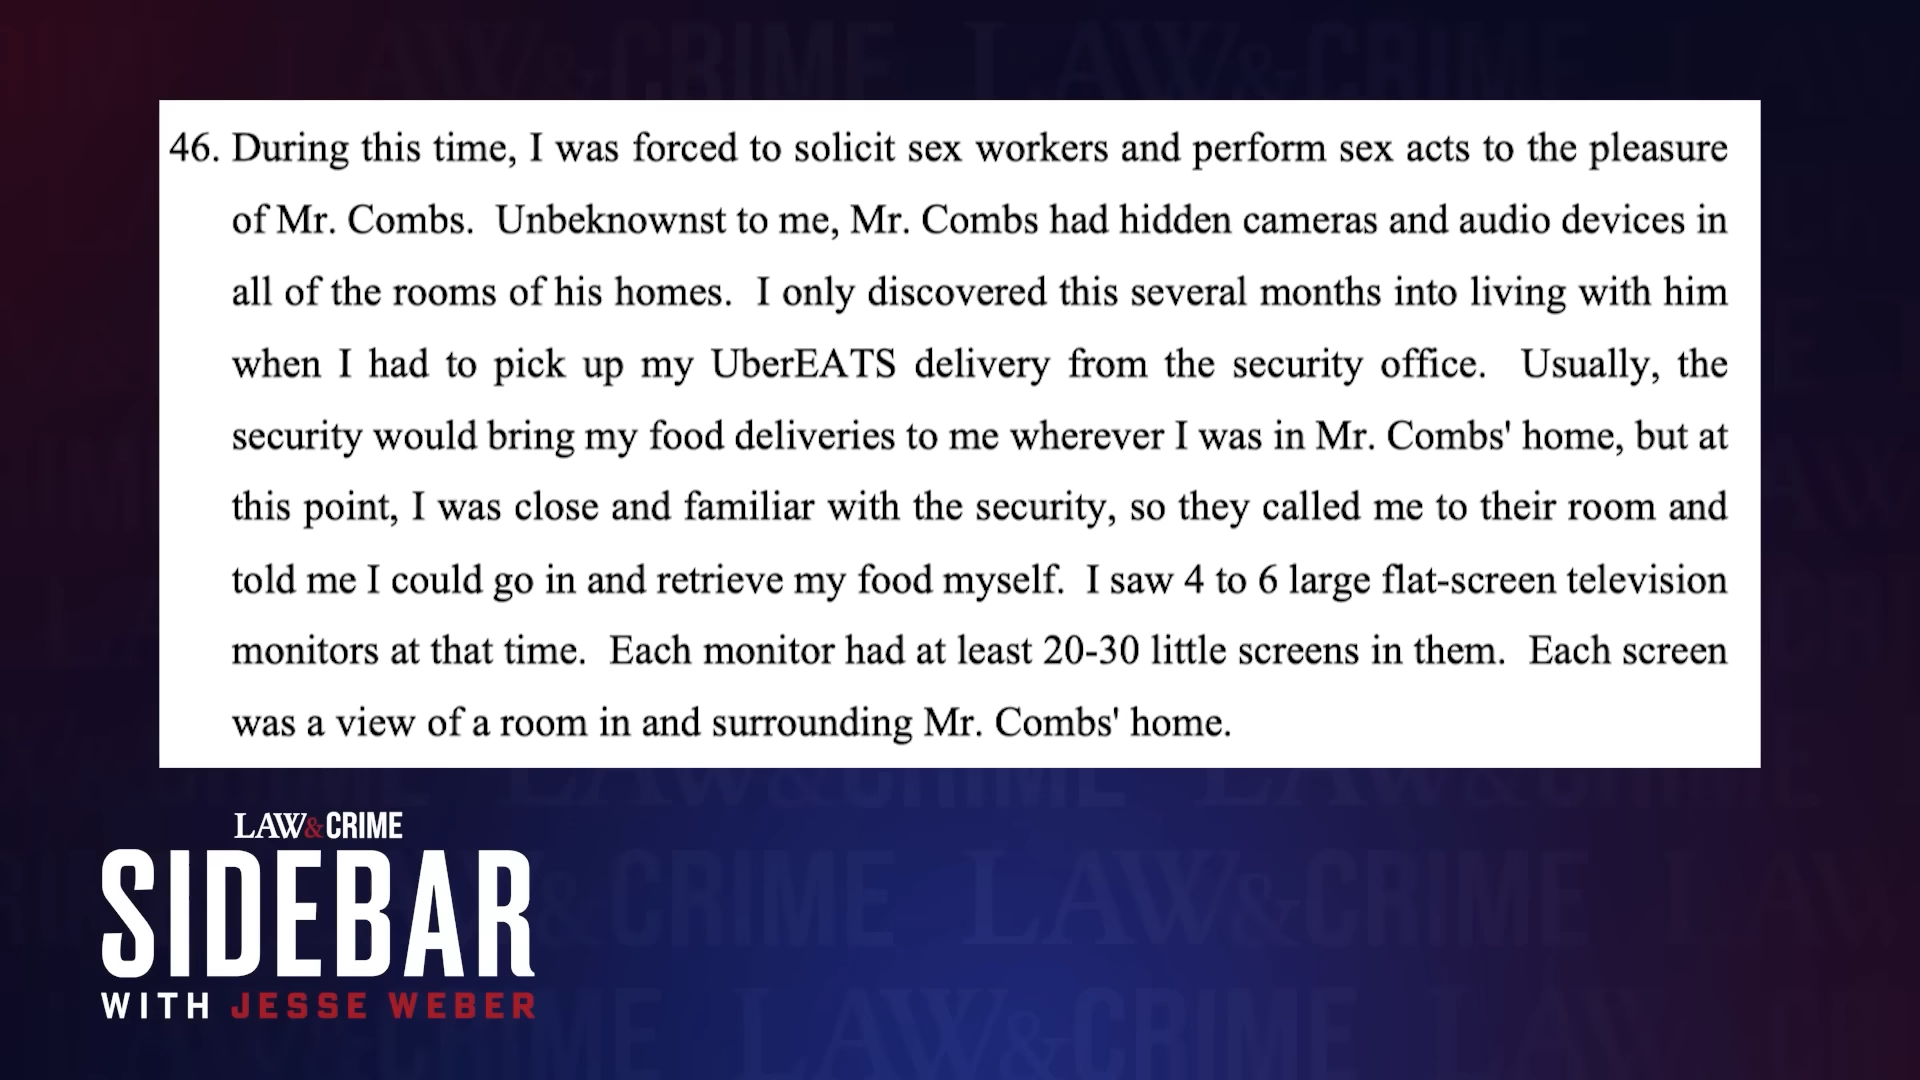 46. During this time, I was forced to solicit sex workers and perform sex acts to the pleasure
of Mr. Combs.  Unbeknownst to me, Mr. Combs had hidden cameras and audio devices in
all of the rooms of his homes.  I only discovered this several months into living with him
when I had to pick up my UberEATS delivery from the security office.  Usually, the
security would bring my food deliveries to me wherever I was in Mr. Combs' home, but at
this point, I was close and familiar with the security, so they called me to their room and
told me I could go in and retrieve my food myself.  I saw 4 to 6 large flat-screen television
monitors at that time.  Each monitor had at least 20-30 little screens in them.  Each screen
was a view of a room in and surrounding Mr. Combs' home.
LAW&CRIME
SIDEBAR
WITH JESSE WEBER